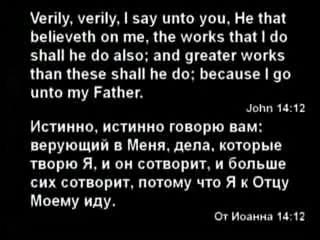 Verily, verily, I say unto you, He that
believeth on me, the works that I do
shall he do also; and greater works
than these shall he do; because I go
unto my Father.
John 14:12
Истинно, истинно говорю вам:
верующий в Меня, дела, которые
творю Я, и он сотворит, и больше
сих сотворит, потому что Я к Отцу
Моему иду.
От Иоанна 14:12